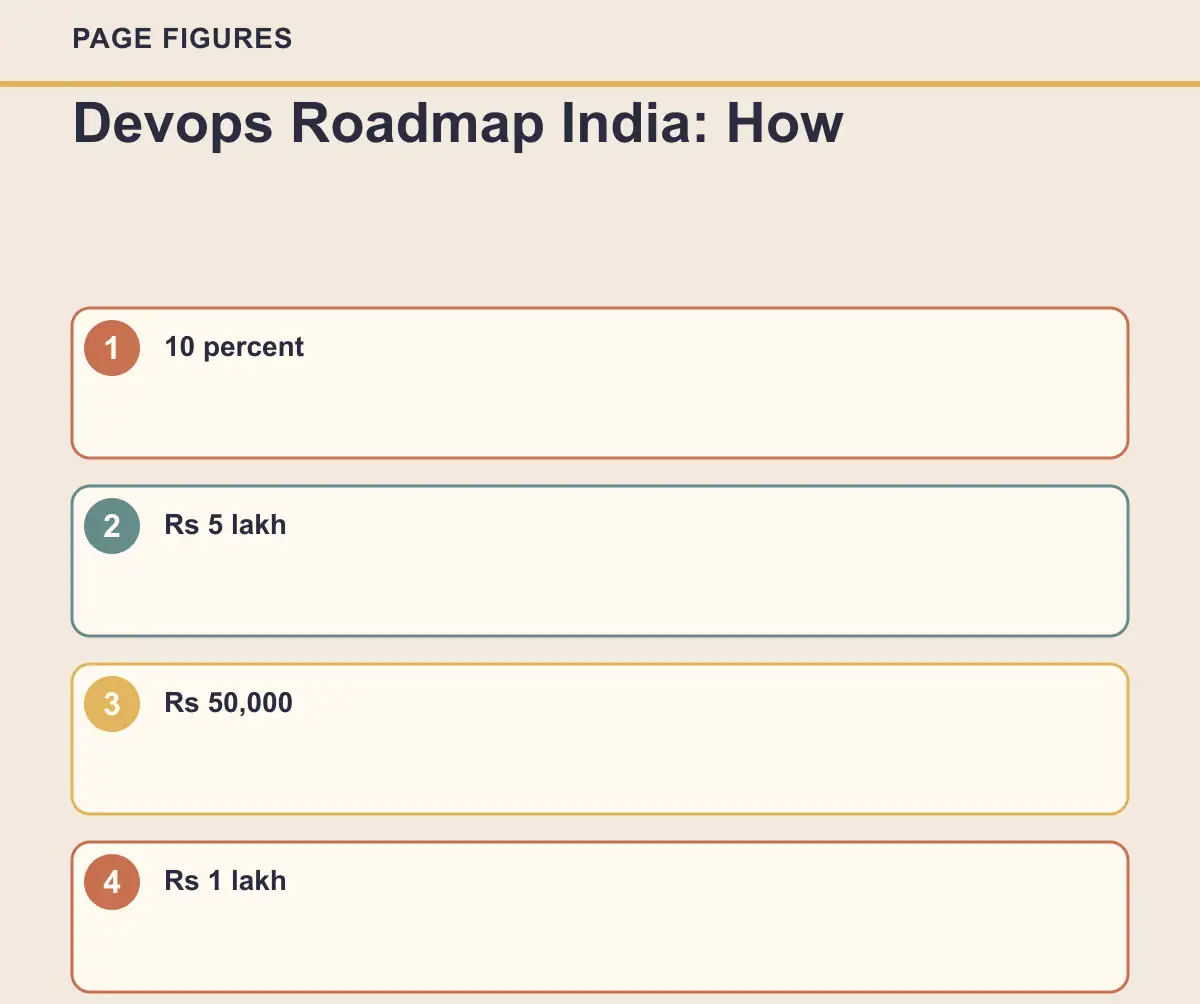 PAGE FIGURES
Devops Roadmap India: How
1 10 percent
2 Rs 5 lakh
3 Rs 50,000
4 Rs 1 lakh